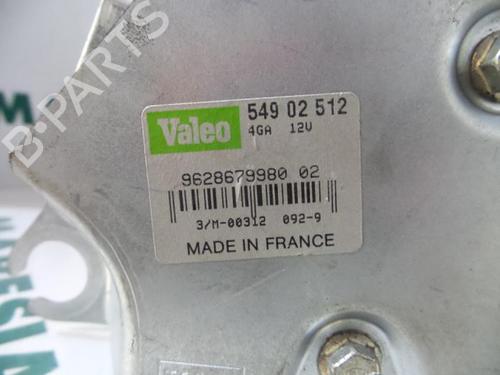 B-PARTS
Valeo
549 02 512
4GA 12V
9628679980 02
3/M-00312 092-9
MADE IN FRANCE